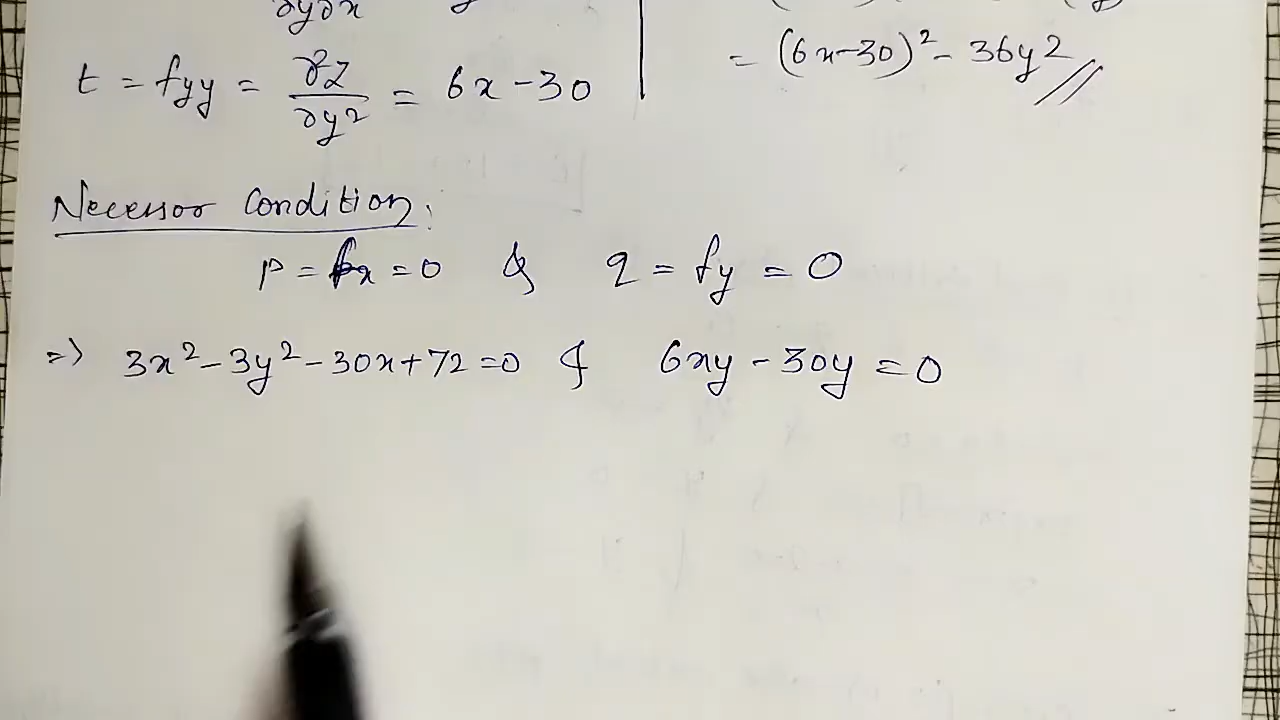 ∂y∂x
t = fyy = ∂²z/∂y² = 6x-30
= (6x-30)² - 36y² //
Necessor Condition:
p = fx = 0 & q = fy = 0
=> 3x²-3y²-30x+72=0 & 6xy - 30y = 0